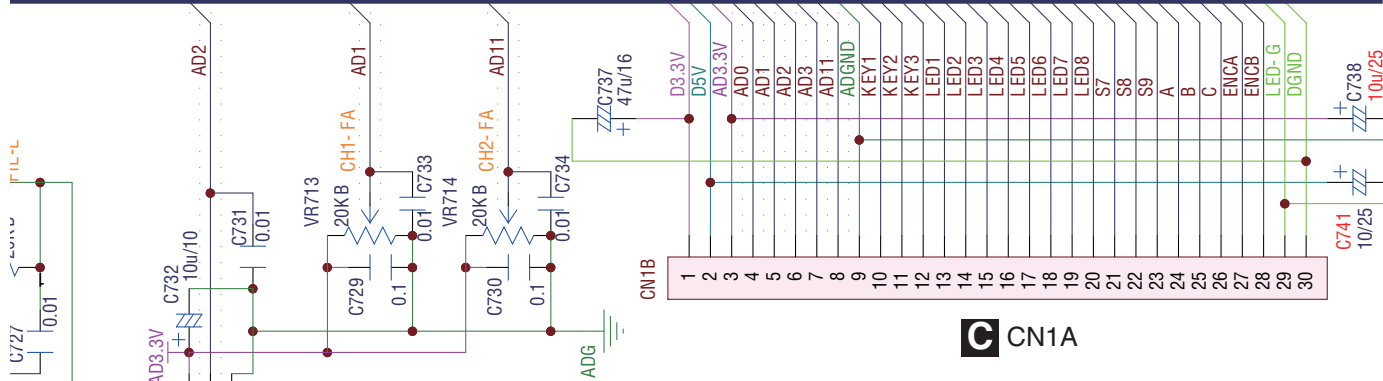 AD2
AD1
AD11
CH1- FA
CH2- FA
C737
47u/16
D3.3V
D5V
AD3.3V
AD0
AD1
AD2
AD3
AD11
ADGND
KEY1
KEY2
KEY3
LED1
LED2
LED3
LED4
LED5
LED6
LED7
LED8
S7
S8
S9
A
B
C
ENCA
ENCB
LED- G
DGND
C738
10u/25
C741
10/25
C731
0.01
C732
10u/10
VR713
20KB
C733
0.01
VR714
20KB
C734
0.01
C729
0.1
C730
0.1
C727
0.01
AD3.3V
ADG
CN1B
1 2 3 4 5 6 7 8 9 10 11 12 13 14 15 16 17 18 19 20 21 22 23 24 25 26 27 28 29 30
C CN1A